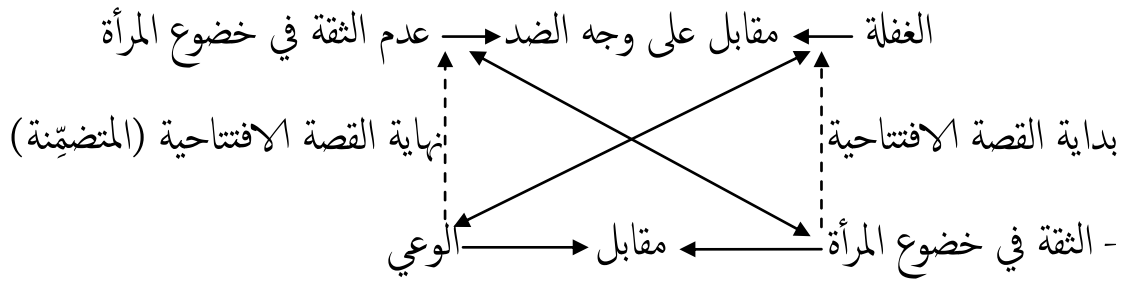 الغفلة مقابل على وجه الضد عدم الثقة في خضوع المرأة
بداية القصة الافتتاحية نهاية القصة الافتتاحية (المتضمِّنة)
- الثقة في خضوع المرأة مقابل الوعي